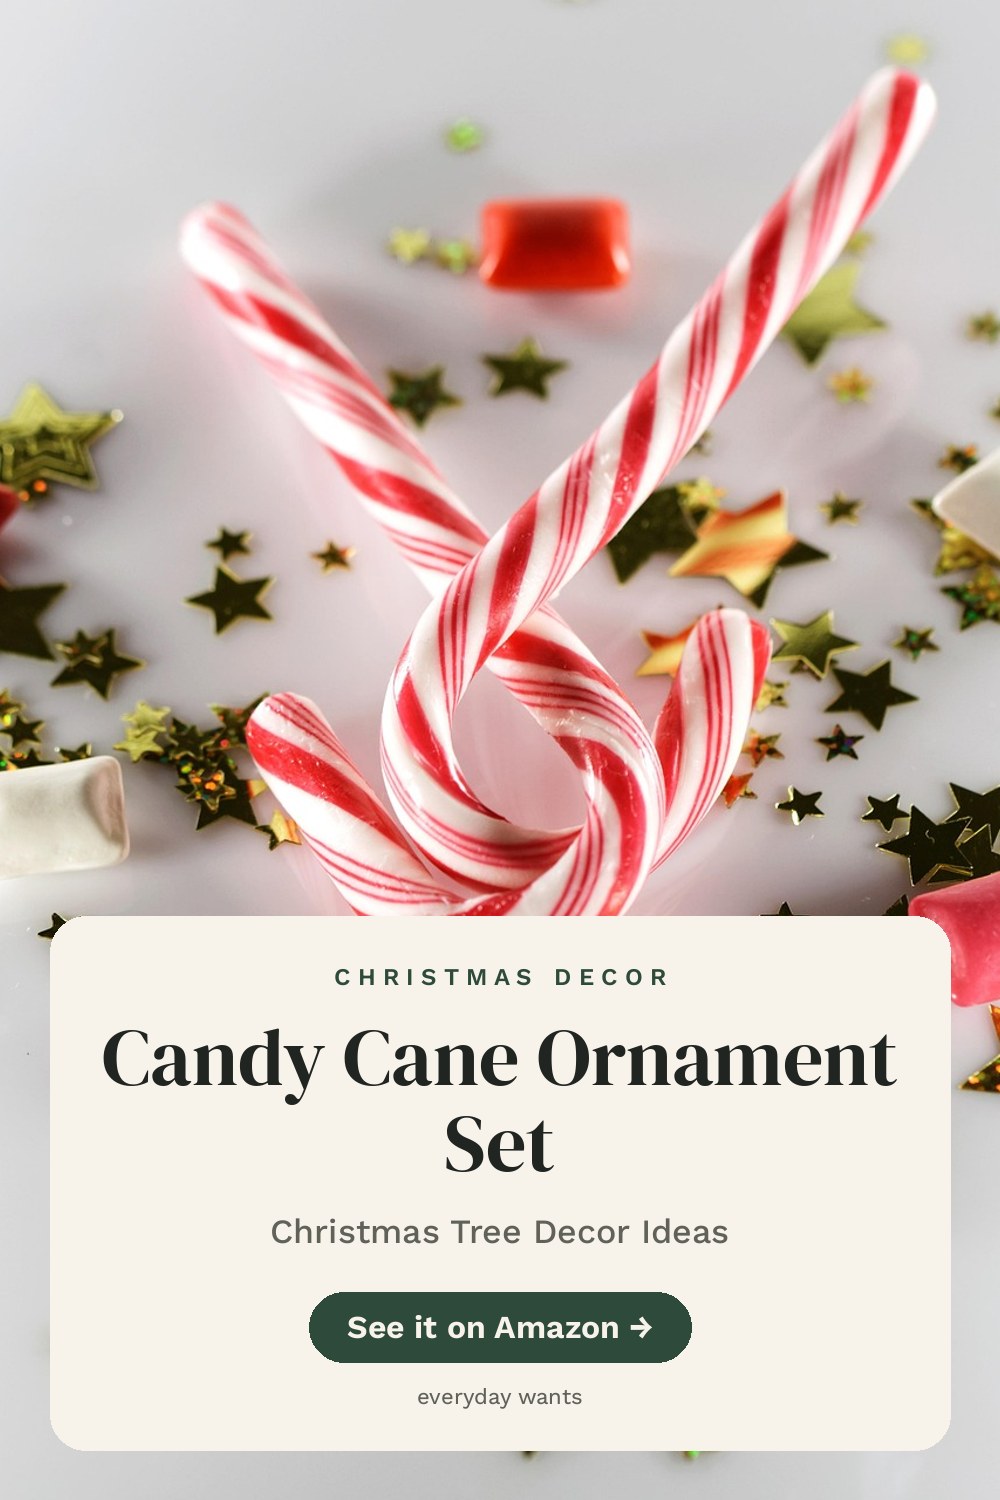 CHRISTMAS DECOR
Candy Cane Ornament
Set
Christmas Tree Decor Ideas
See it on Amazon →
everyday wants